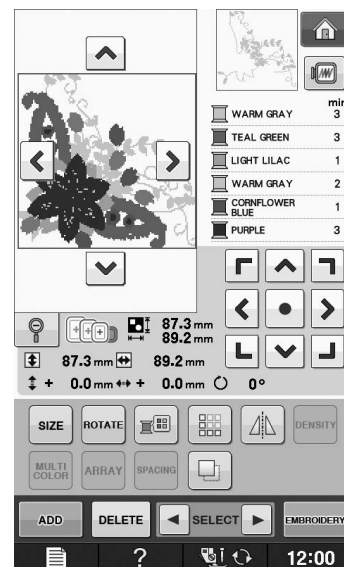 min
WARM GRAY 3
TEAL GREEN 3
LIGHT LILAC 1
WARM GRAY 2
CORNFLOWER
BLUE 1
PURPLE 3
87.3 mm
89.2 mm
87.3 mm 89.2 mm
+ 0.0 mm + 0.0 mm 0°
SIZE ROTATE DENSITY
MULTI
COLOR ARRAY SPACING
ADD DELETE SELECT EMBROIDERY
? 12:00